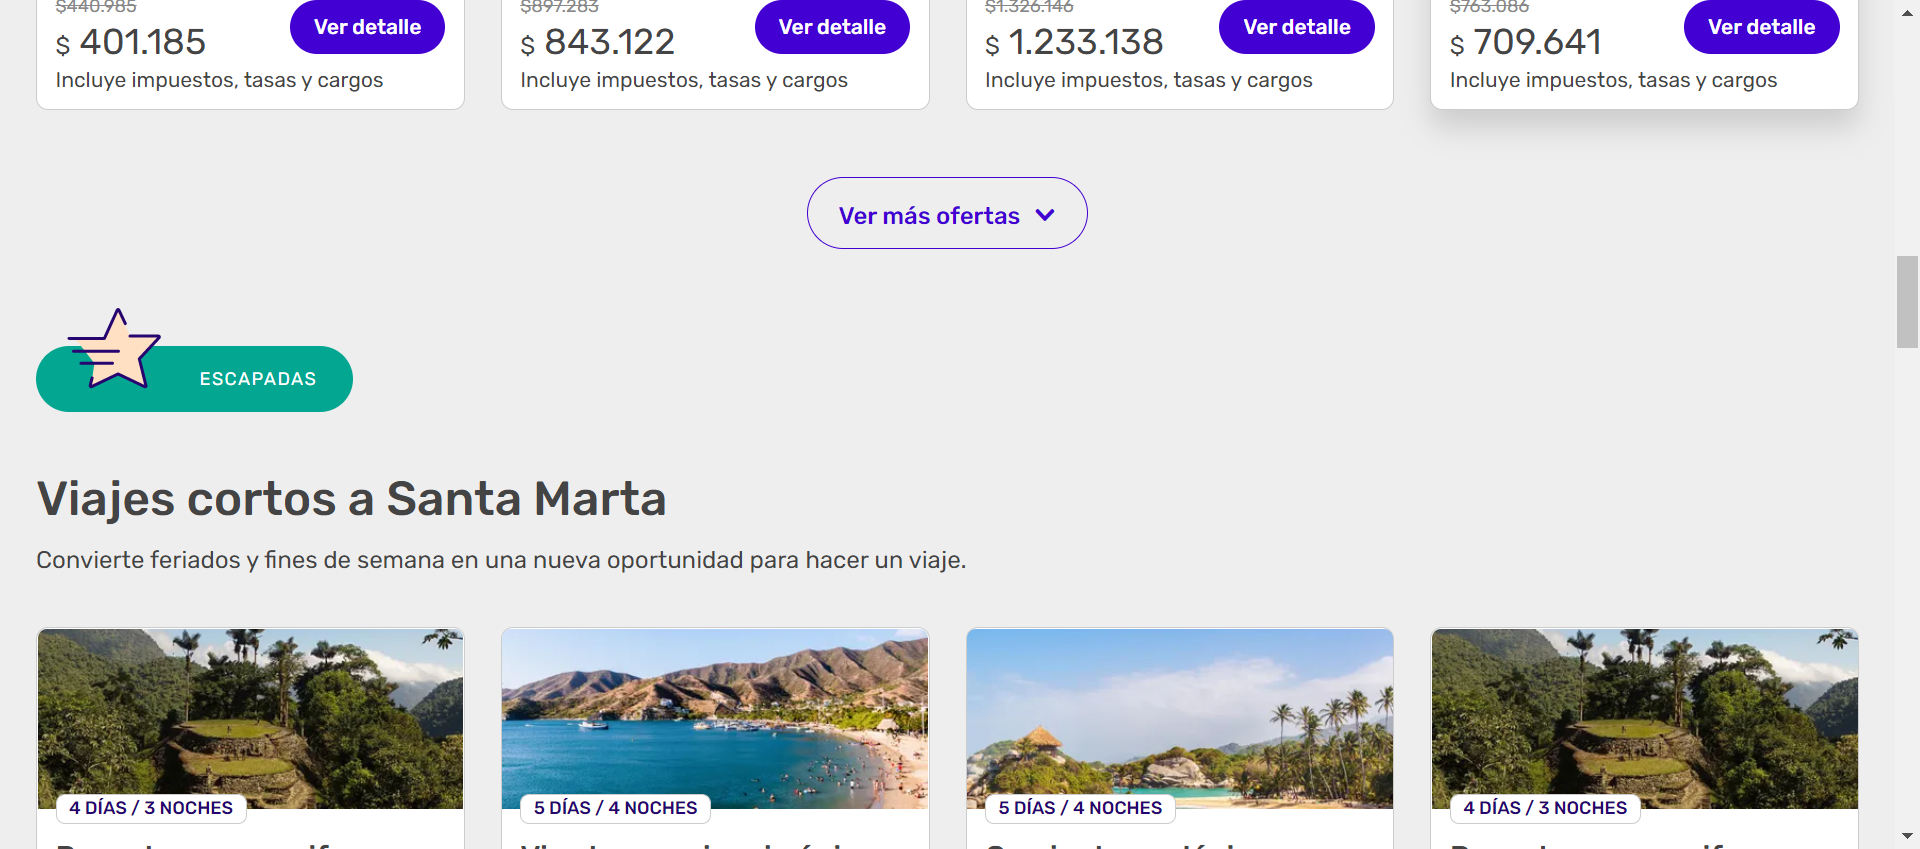 $440.985
$ 401.185
Ver detalle
Incluye impuestos, tasas y cargos
$897.283
$ 843.122
Ver detalle
Incluye impuestos, tasas y cargos
$1.326.146
$ 1.233.138
Ver detalle
Incluye impuestos, tasas y cargos
$763.086
$ 709.641
Ver detalle
Incluye impuestos, tasas y cargos
Ver más ofertas
ESCAPADAS
Viajes cortos a Santa Marta
Convierte feriados y fines de semana en una nueva oportunidad para hacer un viaje.
4 DÍAS / 3 NOCHES
5 DÍAS / 4 NOCHES
5 DÍAS / 4 NOCHES
4 DÍAS / 3 NOCHES